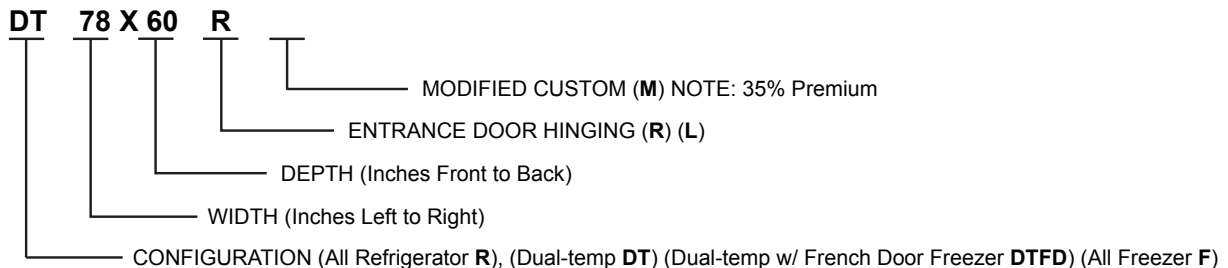 DT 78 X 60 R
MODIFIED CUSTOM (M) NOTE: 35% Premium
ENTRANCE DOOR HINGING (R) (L)
DEPTH (Inches Front to Back)
WIDTH (Inches Left to Right)
CONFIGURATION (All Refrigerator R), (Dual-temp DT) (Dual-temp w/ French Door Freezer DTFD) (All Freezer F)